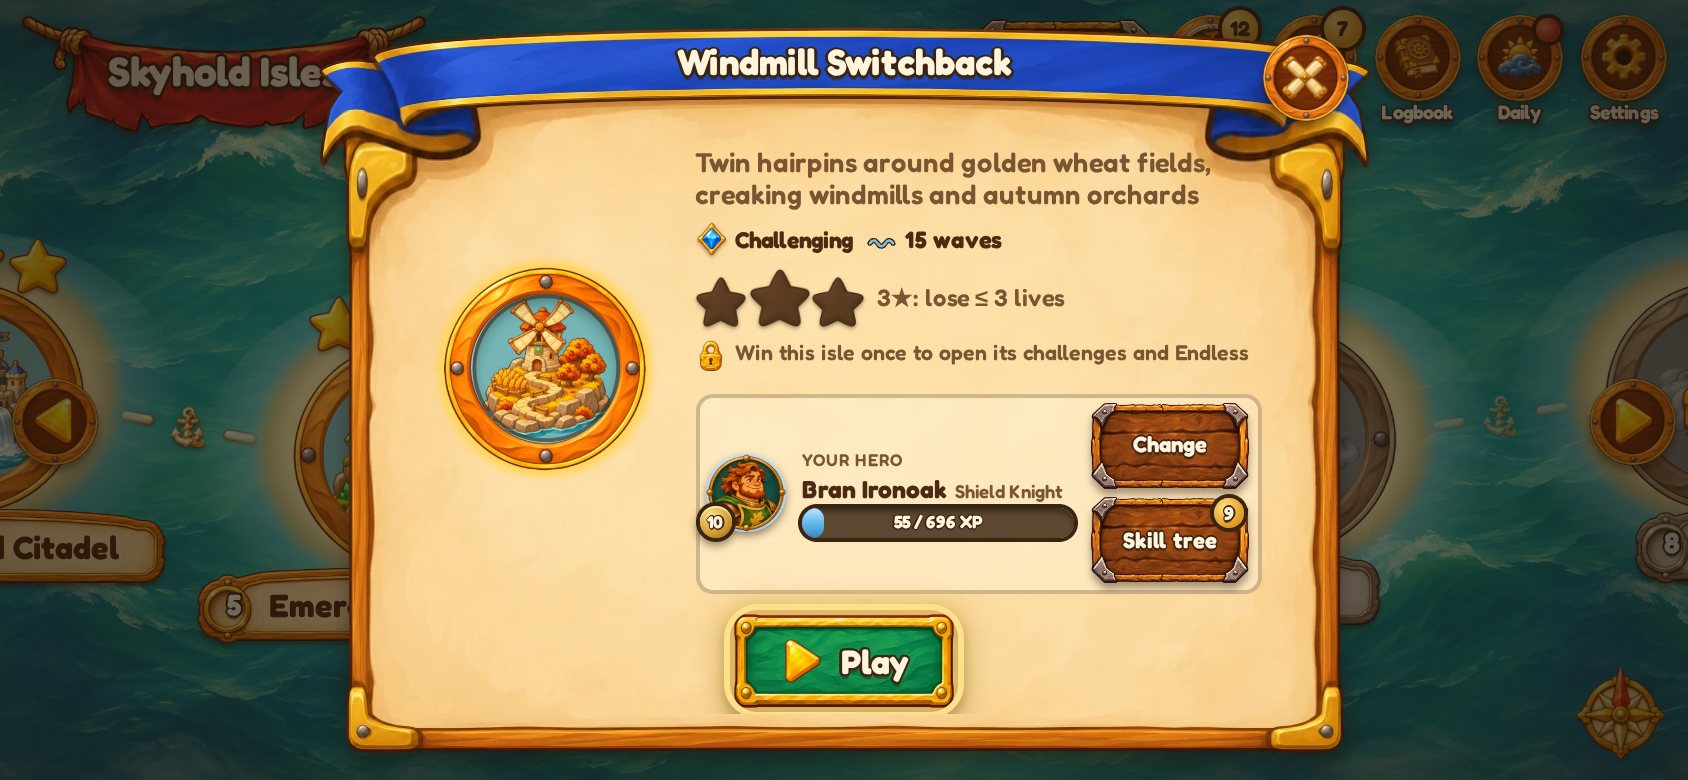 Skyhold Isles
Windmill Switchback
12
7
Logbook
Daily
Settings
Twin hairpins around golden wheat fields,
creaking windmills and autumn orchards
Challenging 15 waves
3★: lose ≤ 3 lives
Win this isle once to open its challenges and Endless
YOUR HERO
Bran Ironoak Shield Knight
10
55 / 696 XP
Change
9
Skill tree
Citadel
5
8
Play